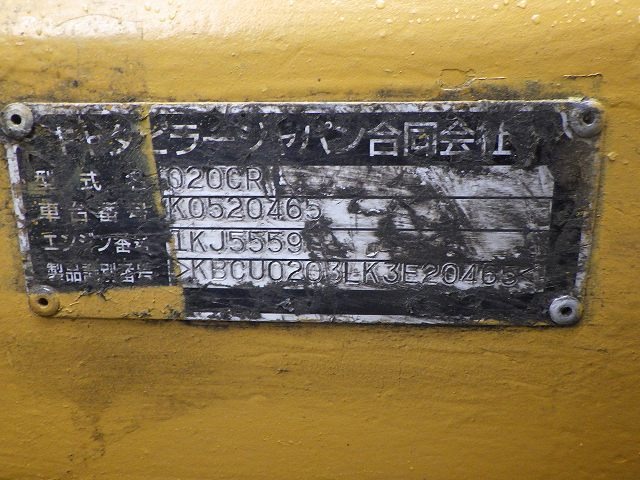 キャタピラージャパン合同会社
型式名 020CR
車台番号 K0520465
エンジン番号 1KJ5559
製品識別番号 >KBCU0203LK3E20465<